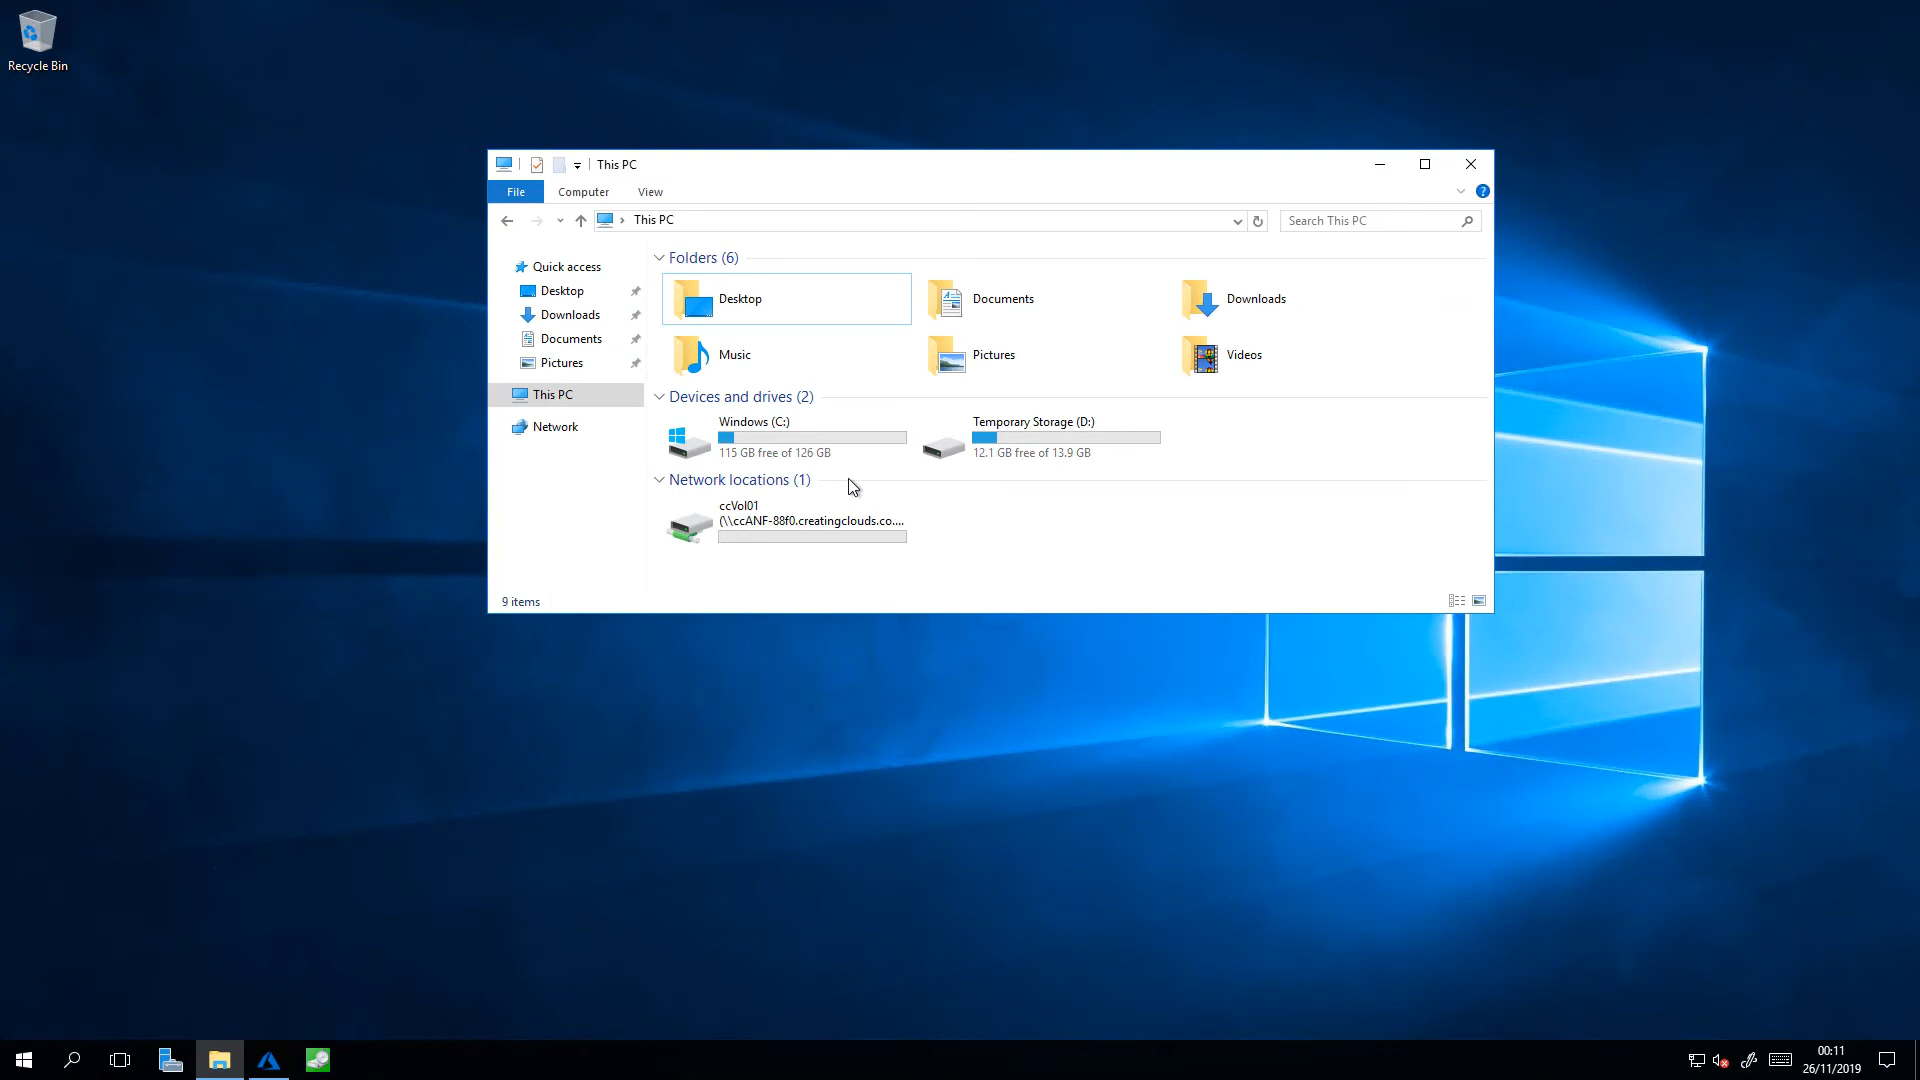 Recycle Bin
This PC
File
Computer
View
This PC
Search This PC
Quick access
Desktop
Downloads
Documents
Pictures
This PC
Network
Folders (6)
Desktop
Documents
Downloads
Music
Pictures
Videos
Devices and drives (2)
Windows (C:)
115 GB free of 126 GB
Temporary Storage (D:)
12.1 GB free of 13.9 GB
Network locations (1)
ccVol01
(\\ccANF-88f0.creatingclouds.co....
9 items
00:11
26/11/2019